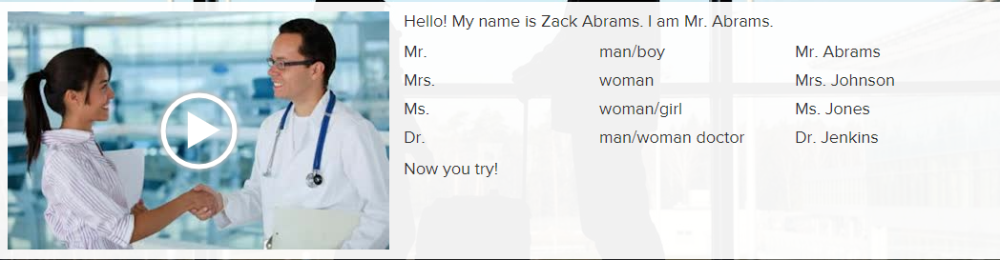 Hello! My name is Zack Abrams. I am Mr. Abrams.
Mr. man/boy Mr. Abrams
Mrs. woman Mrs. Johnson
Ms. woman/girl Ms. Jones
Dr. man/woman doctor Dr. Jenkins
Now you try!